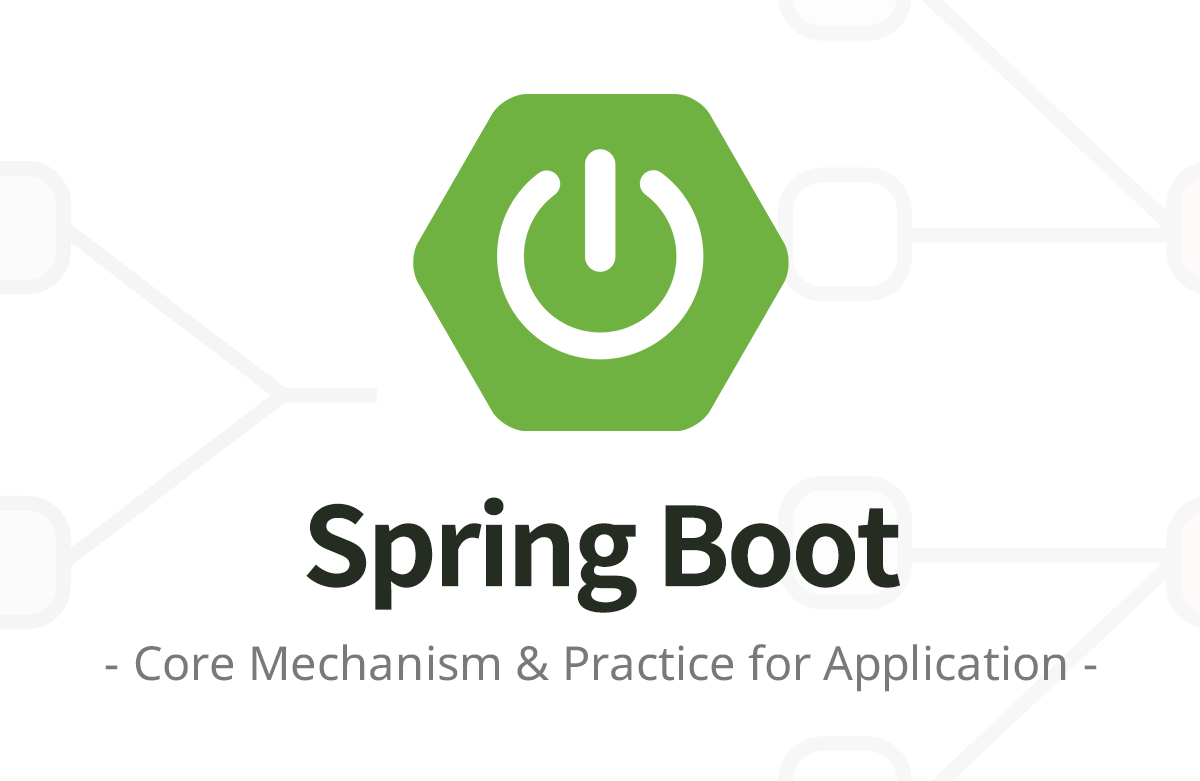 Spring Boot
- Core Mechanism & Practice for Application -